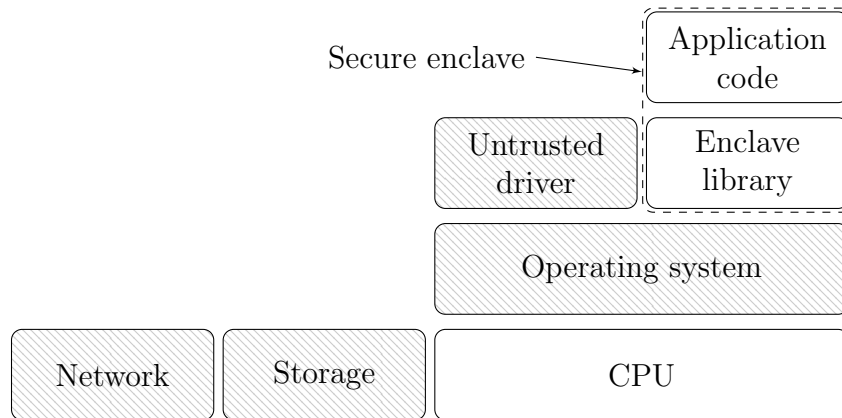 Application
code
Secure enclave
Untrusted
driver
Enclave
library
Operating system
Network
Storage
CPU